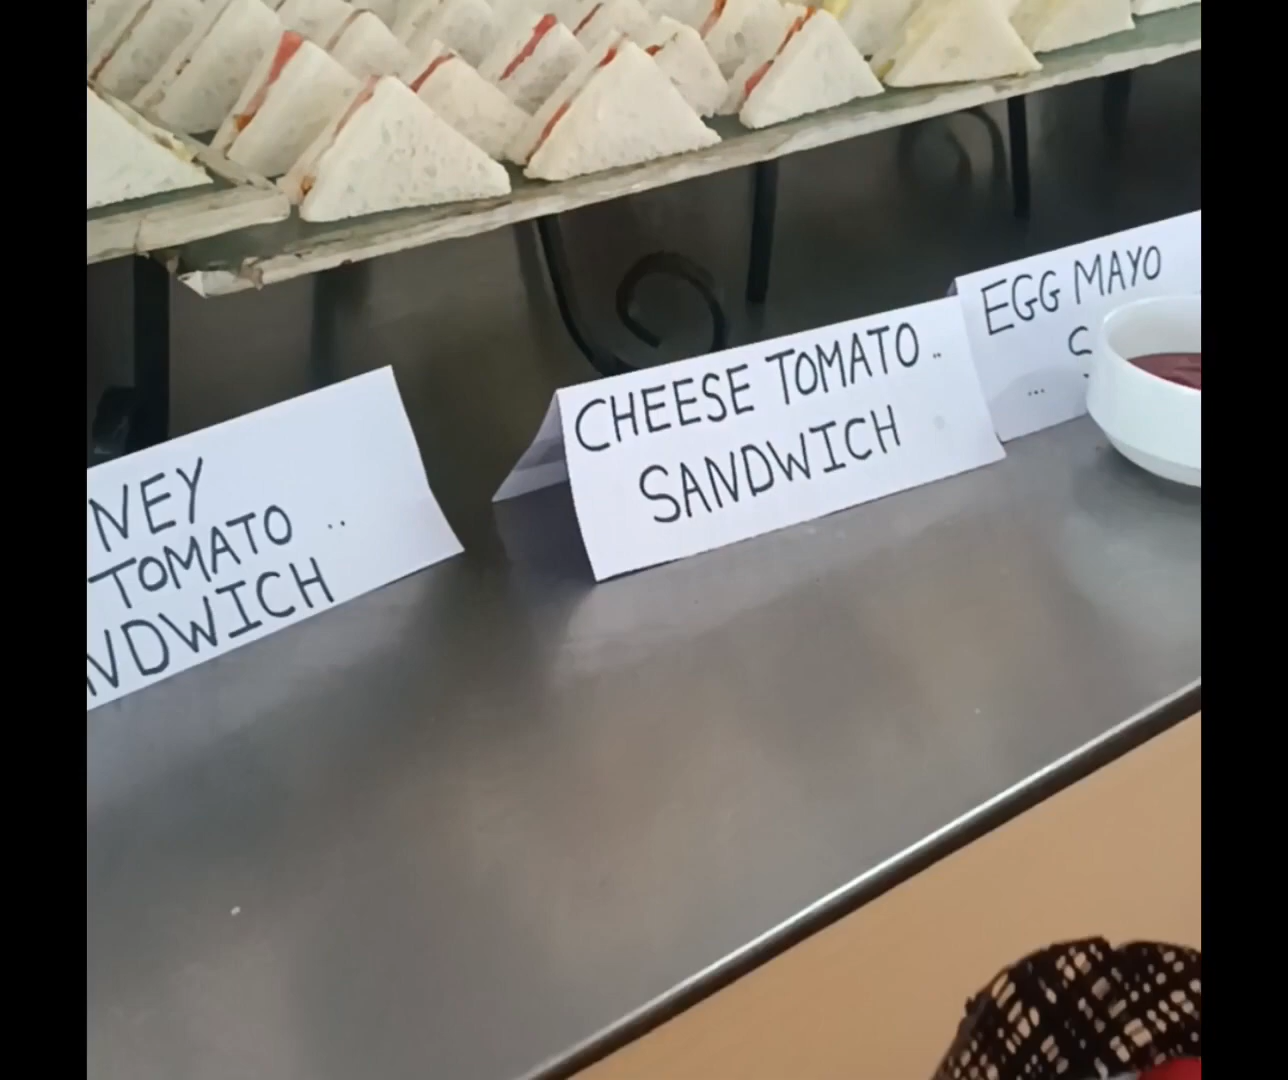 NEY
TOMATO ..
NDWICH
CHEESE TOMATO ..
SANDWICH
EGG MAYO
S
...